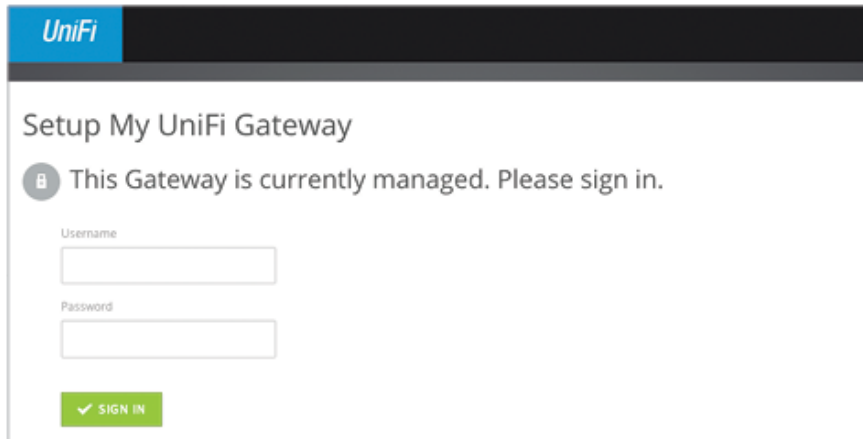 UniFi
Setup My UniFi Gateway
This Gateway is currently managed. Please sign in.
Username
Password
SIGN IN